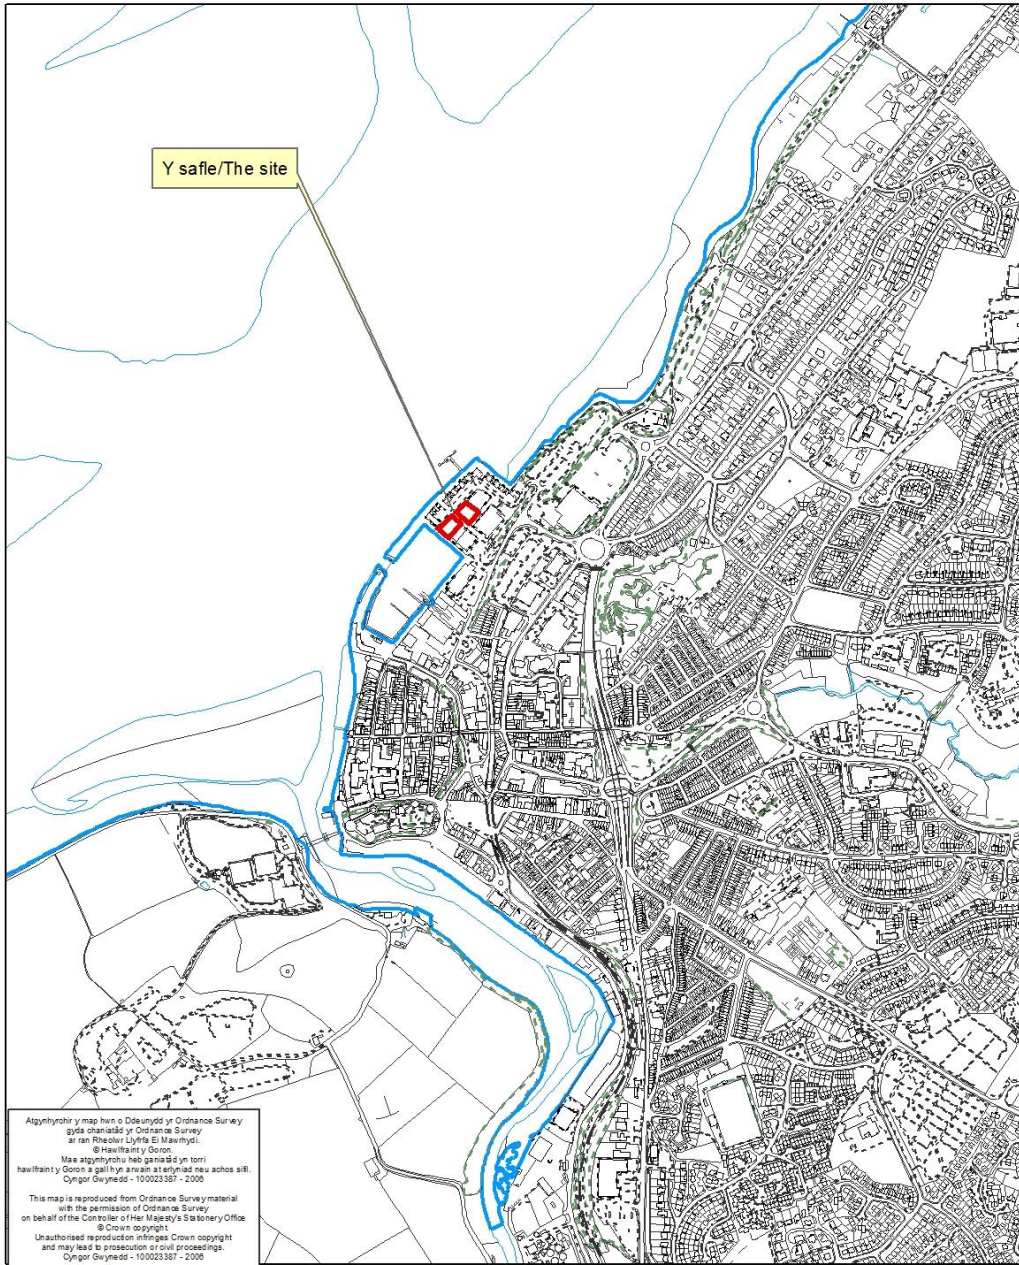 Y safle/The site
Atgynhyrchir y map hwn o Ddeunydd yr Ordnance Survey
gyda chaniatâd yr Ordnance Survey
ar ran Rheolwr Llyfrfa Ei Mawrhydi.
© Hawlfraint y Goron.
Mae atgynhyrchu heb ganiatâd yn torri
hawlfraint y Goron a gall hyn arwain at erlyniad neu achos sifil.
Cyngor Gwynedd - 100023387 - 2006
This map is reproduced from Ordnance Survey material
with the permission of Ordnance Survey
on behalf of the Controller of Her Majesty's Stationery Office
© Crown copyright.
Unauthorised reproduction infringes Crown copyright
and may lead to prosecution or civil proceedings.
Cyngor Gwynedd - 100023387 - 2006